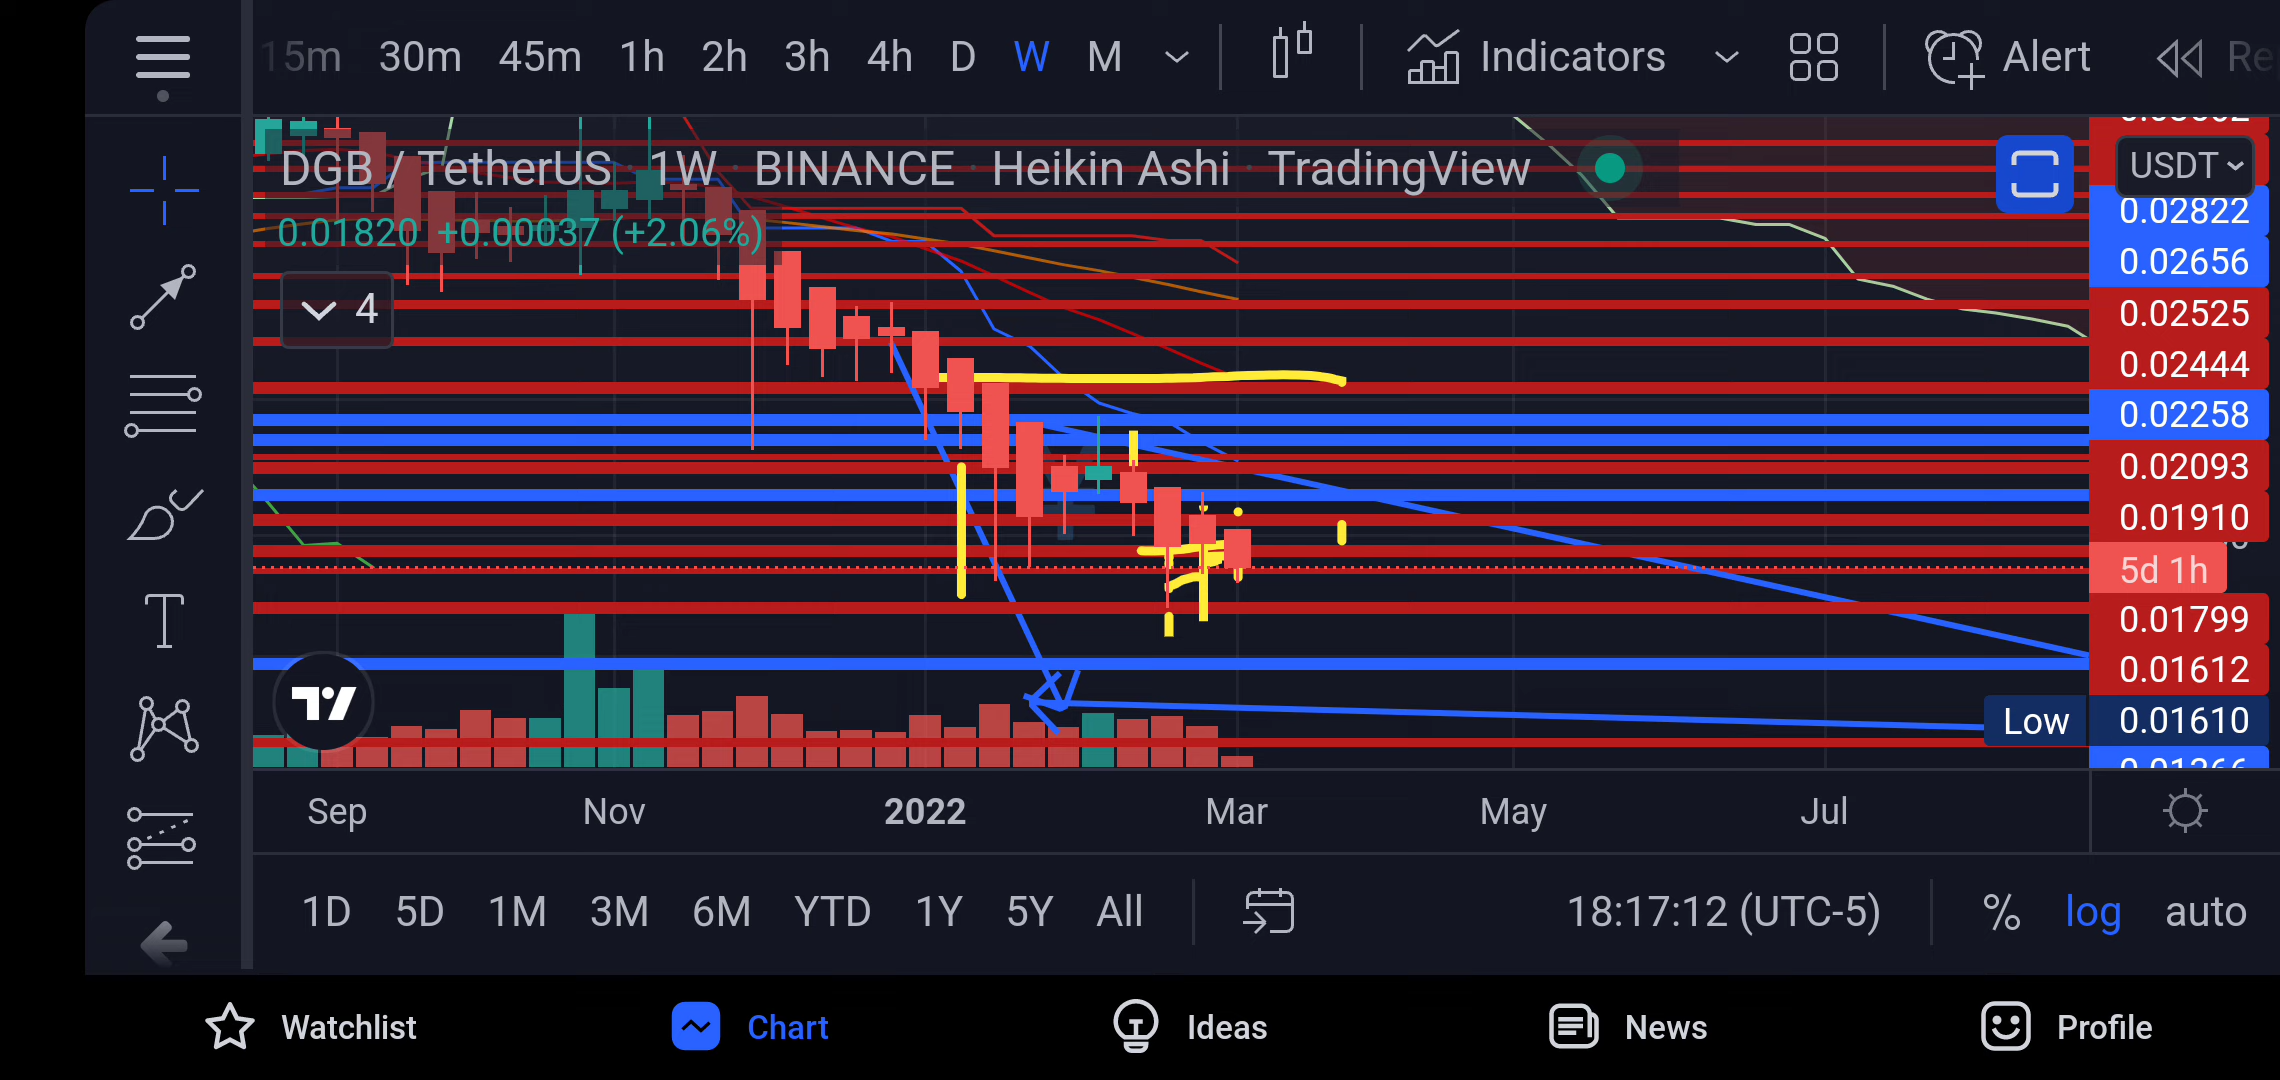 15m 30m 45m 1h 2h 3h 4h D W M Indicators Alert Re
DGB / TetherUS · 1W · BINANCE · Heikin Ashi · TradingView
0.01820 +0.00037 (+2.06%)
4
USDT
0.02822
0.02656
0.02525
0.02444
0.02258
0.02093
0.01910
5d 1h
0.01799
0.01612
Low 0.01610
0.01366
Sep Nov 2022 Mar May Jul
1D 5D 1M 3M 6M YTD 1Y 5Y All 18:17:12 (UTC-5) % log auto
Watchlist Chart Ideas News Profile